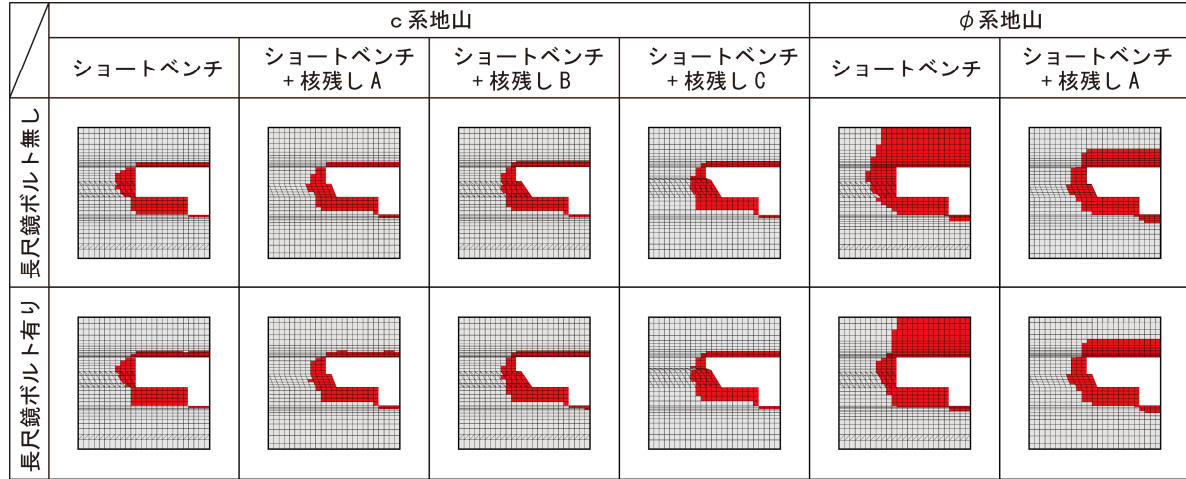 c系地山
φ系地山
ショートベンチ
ショートベンチ
+核残しA
ショートベンチ
+核残しB
ショートベンチ
+核残しC
ショートベンチ
ショートベンチ
+核残しA
長尺鏡ボルト無し
長尺鏡ボルト有り